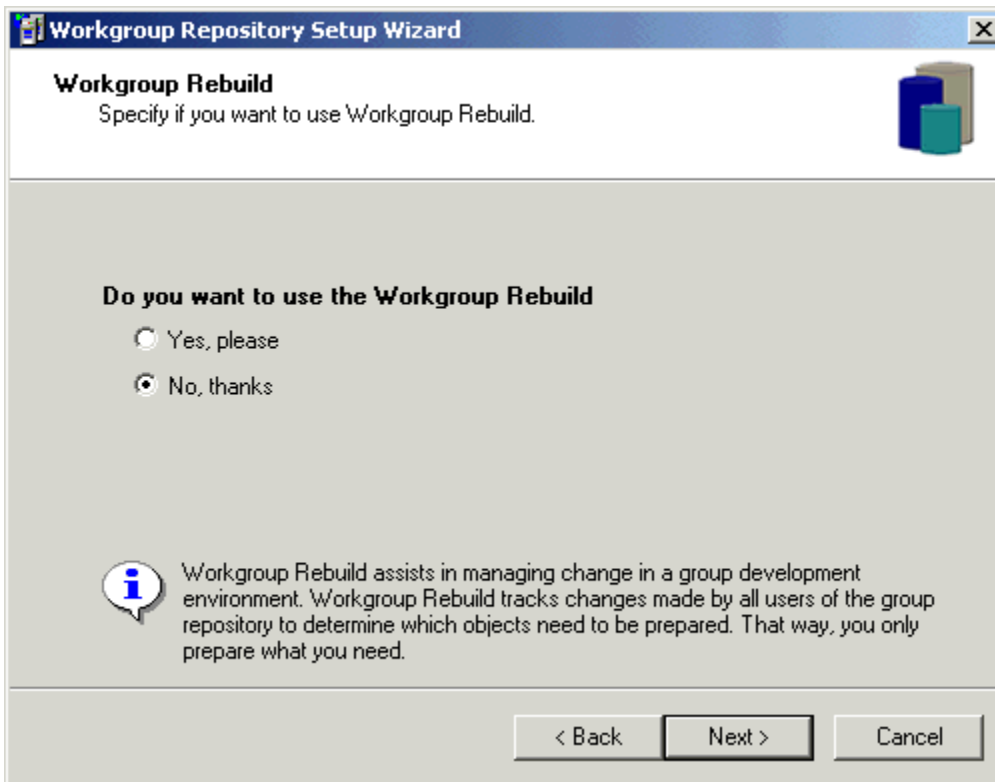 Workgroup Repository Setup Wizard
Workgroup Rebuild
Specify if you want to use Workgroup Rebuild.
Do you want to use the Workgroup Rebuild
Yes, please
No, thanks
Workgroup Rebuild assists in managing change in a group development
environment. Workgroup Rebuild tracks changes made by all users of the group
repository to determine which objects need to be prepared. That way, you only
prepare what you need.
< Back Next > Cancel